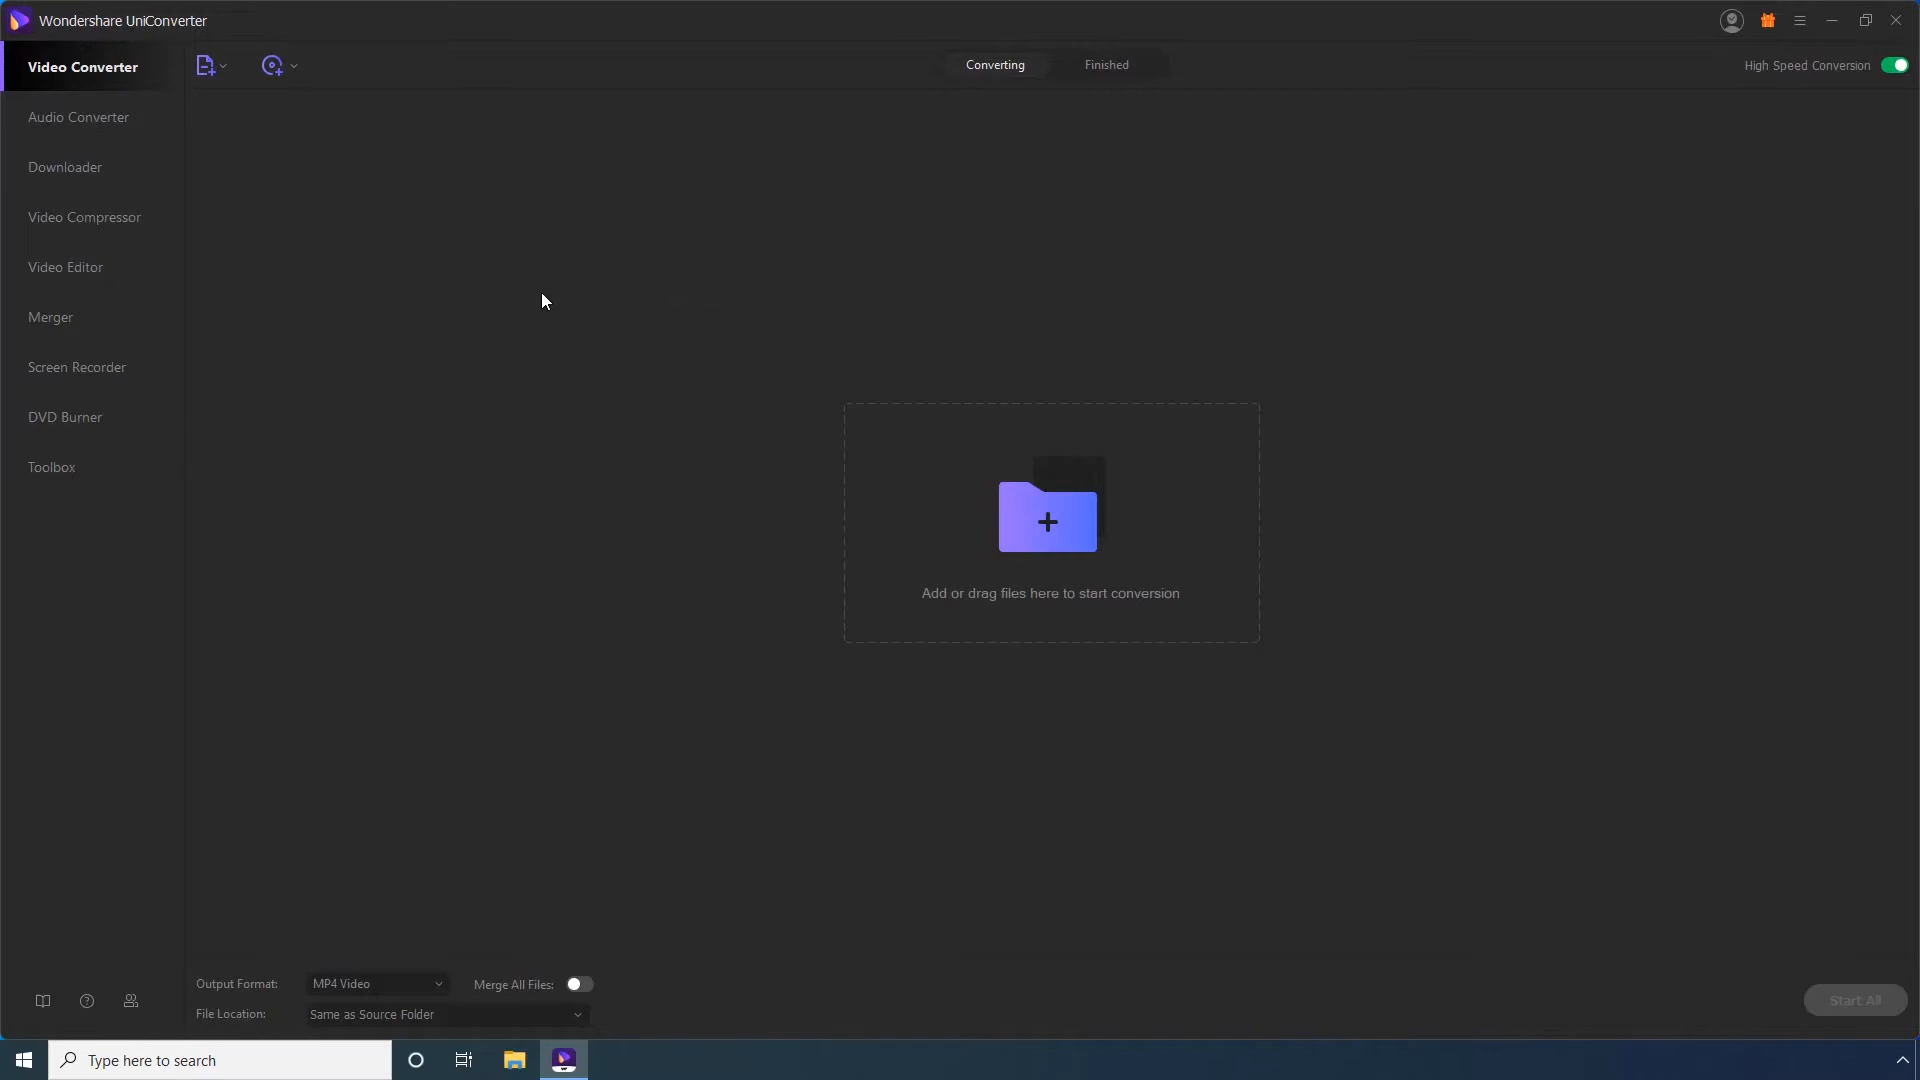 Wondershare UniConverter
Video Converter
Audio Converter
Downloader
Video Compressor
Video Editor
Merger
Screen Recorder
DVD Burner
Toolbox
Converting
Finished
High Speed Conversion
Add or drag files here to start conversion
Output Format:
MP4 Video
Merge All Files:
File Location:
Same as Source Folder
Start All
Type here to search